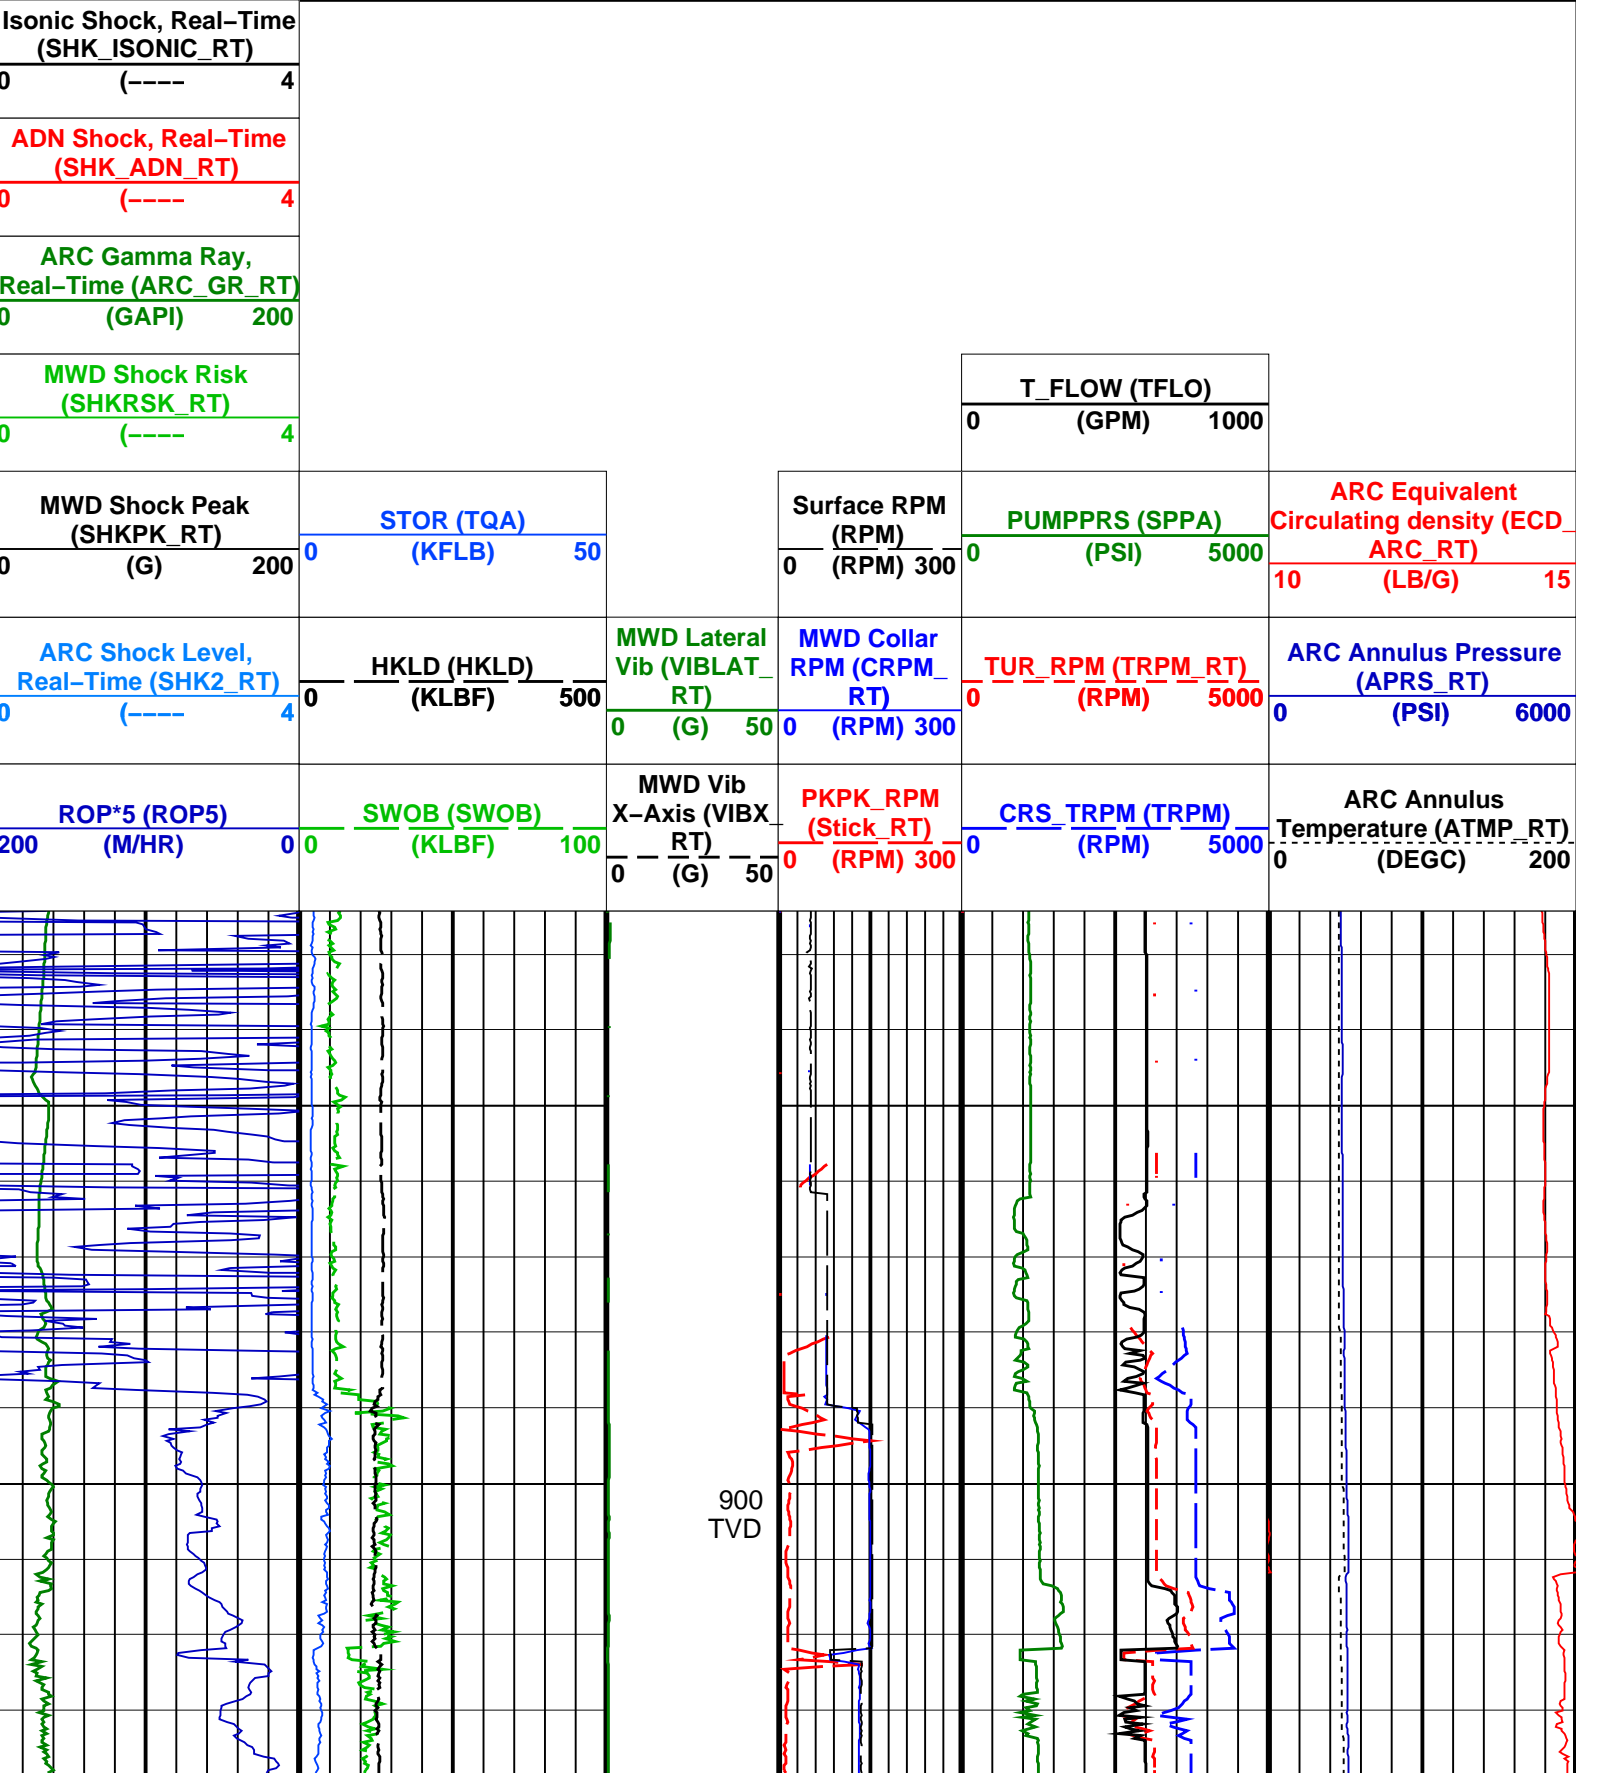 Isonic Shock, Real–Time
(SHK_ISONIC_RT)
0 (–––– 4
ADN Shock, Real–Time
(SHK_ADN_RT)
0 (–––– 4
ARC Gamma Ray,
Real–Time (ARC_GR_RT)
0 (GAPI) 200
MWD Shock Risk
(SHKRSK_RT)
0 (–––– 4
T_FLOW (TFLO)
0 (GPM) 1000
MWD Shock Peak
(SHKPK_RT)
0 (G) 200
STOR (TQA)
0 (KFLB) 50
Surface RPM
(RPM)
0 (RPM) 300
PUMPPRS (SPPA)
0 (PSI) 5000
ARC Equivalent
Circulating density (ECD_
ARC_RT)
10 (LB/G) 15
ARC Shock Level,
Real–Time (SHK2_RT)
0 (–––– 4
HKLD (HKLD)
0 (KLBF) 500
MWD Lateral
Vib (VIBLAT_
RT)
0 (G) 50
MWD Collar
RPM (CRPM_
RT)
0 (RPM) 300
TUR_RPM (TRPM_RT)
0 (RPM) 5000
ARC Annulus Pressure
(APRS_RT)
0 (PSI) 6000
ROP*5 (ROP5)
200 (M/HR) 0
SWOB (SWOB)
0 (KLBF) 100
MWD Vib
X–Axis (VIBX_
RT)
0 (G) 50
PKPK_RPM
(Stick_RT)
0 (RPM) 300
CRS_TRPM (TRPM)
0 (RPM) 5000
ARC Annulus
Temperature (ATMP_RT)
0 (DEGC) 200
900
TVD